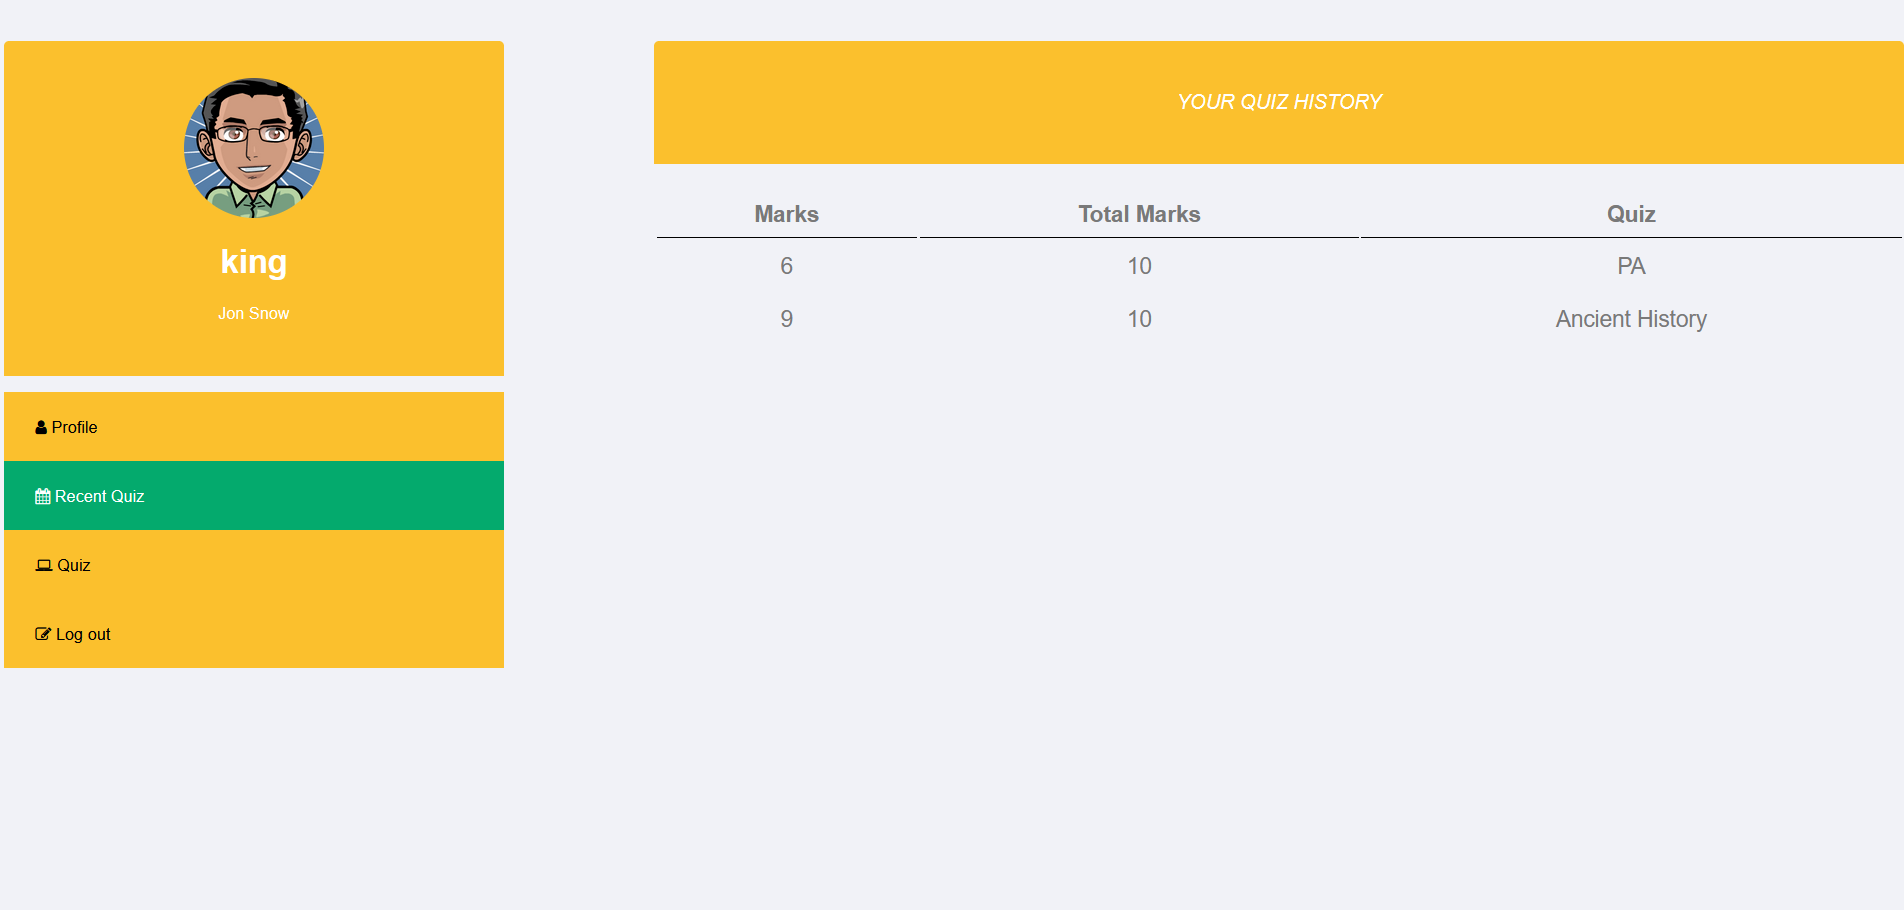 king
Jon Snow
Profile
Recent Quiz
Quiz
Log out
YOUR QUIZ HISTORY
Marks Total Marks Quiz
6 10 PA
9 10 Ancient History